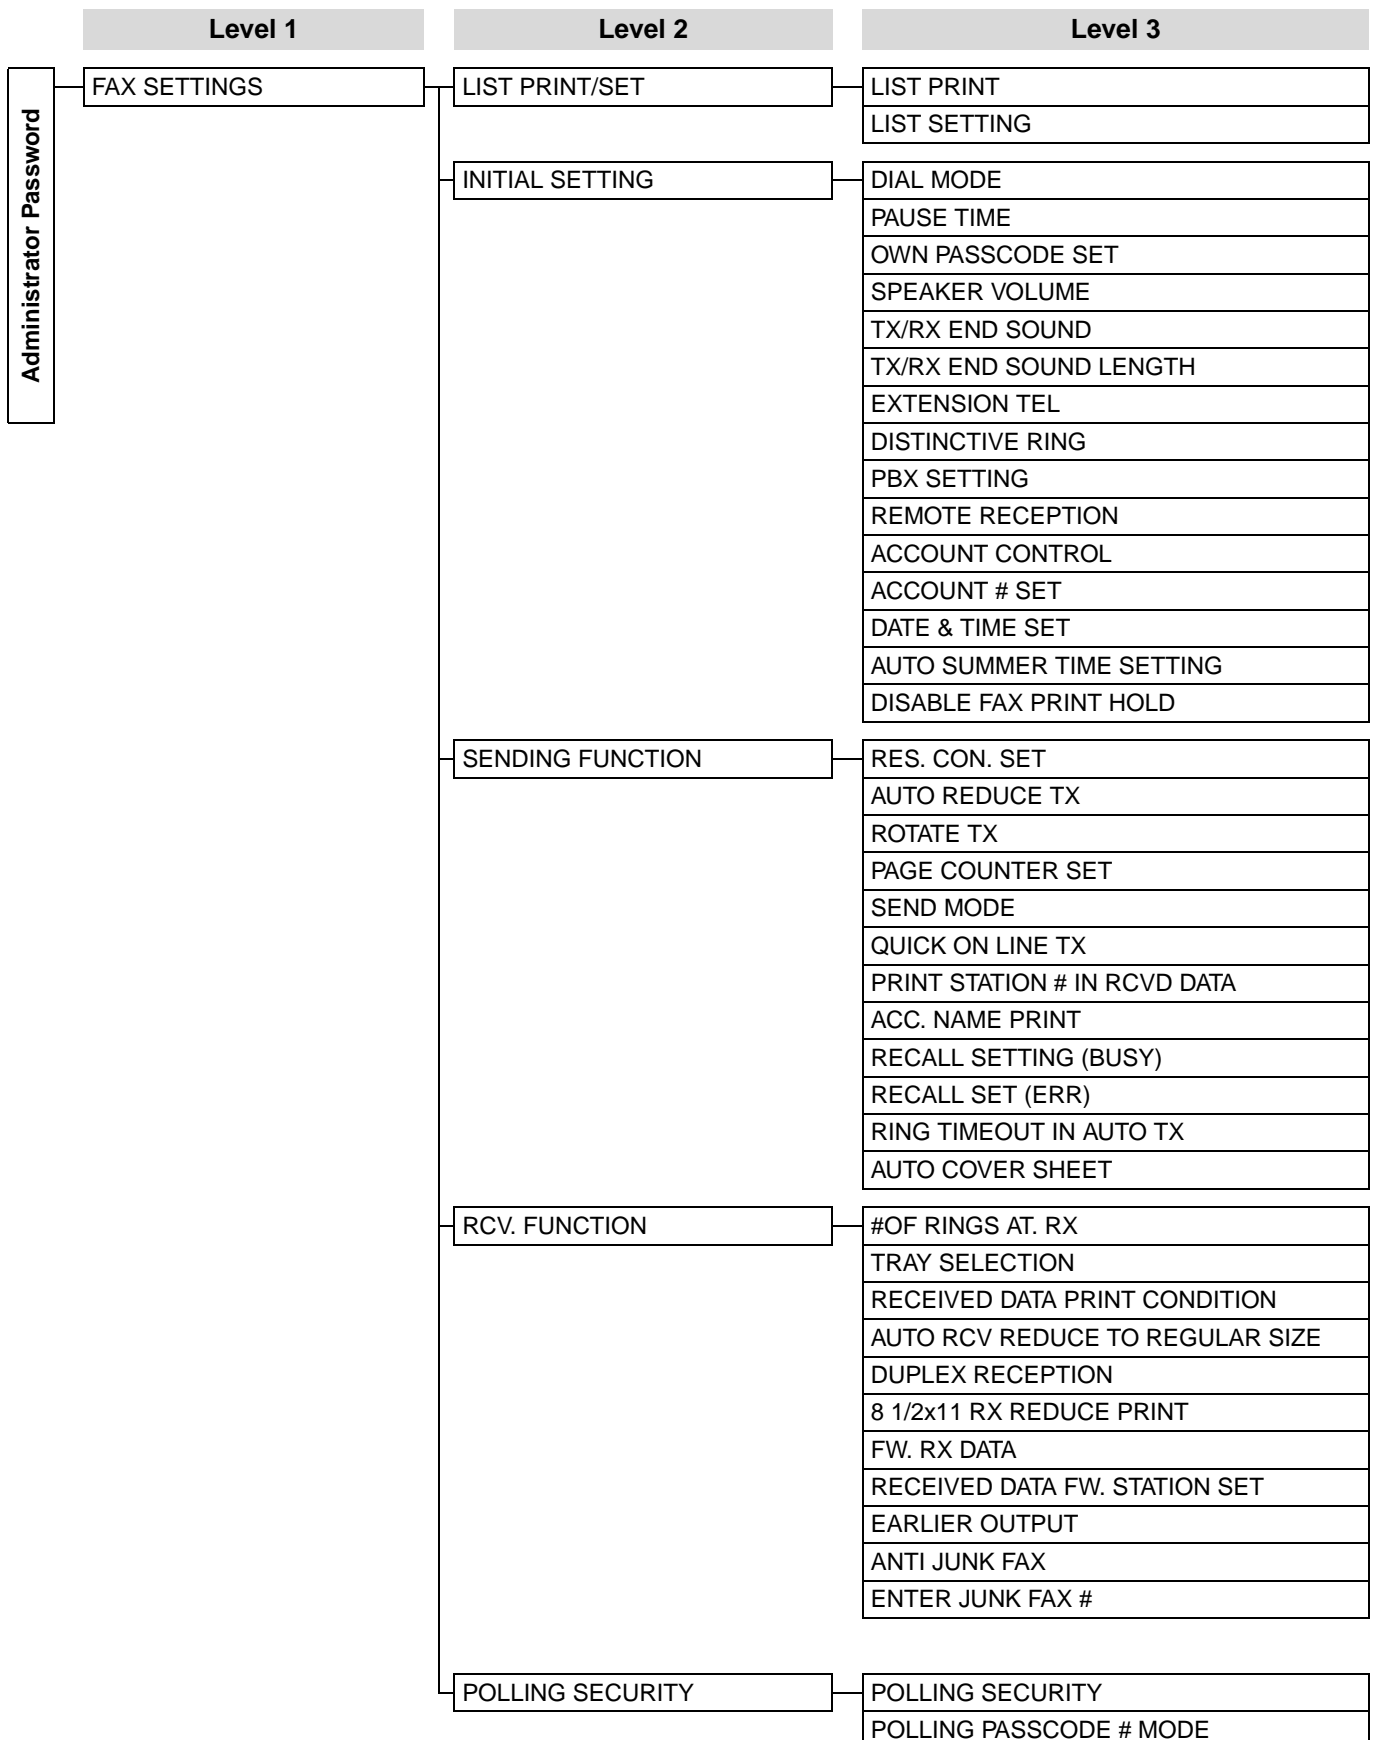 Level 1
Level 2
Level 3
Administrator Password
FAX SETTINGS
LIST PRINT/SET
LIST PRINT
LIST SETTING
INITIAL SETTING
DIAL MODE
PAUSE TIME
OWN PASSCODE SET
SPEAKER VOLUME
TX/RX END SOUND
TX/RX END SOUND LENGTH
EXTENSION TEL
DISTINCTIVE RING
PBX SETTING
REMOTE RECEPTION
ACCOUNT CONTROL
ACCOUNT # SET
DATE & TIME SET
AUTO SUMMER TIME SETTING
DISABLE FAX PRINT HOLD
SENDING FUNCTION
RES. CON. SET
AUTO REDUCE TX
ROTATE TX
PAGE COUNTER SET
SEND MODE
QUICK ON LINE TX
PRINT STATION # IN RCVD DATA
ACC. NAME PRINT
RECALL SETTING (BUSY)
RECALL SET (ERR)
RING TIMEOUT IN AUTO TX
AUTO COVER SHEET
RCV. FUNCTION
#OF RINGS AT. RX
TRAY SELECTION
RECEIVED DATA PRINT CONDITION
AUTO RCV REDUCE TO REGULAR SIZE
DUPLEX RECEPTION
8 1/2x11 RX REDUCE PRINT
FW. RX DATA
RECEIVED DATA FW. STATION SET
EARLIER OUTPUT
ANTI JUNK FAX
ENTER JUNK FAX #
POLLING SECURITY
POLLING SECURITY
POLLING PASSCODE # MODE